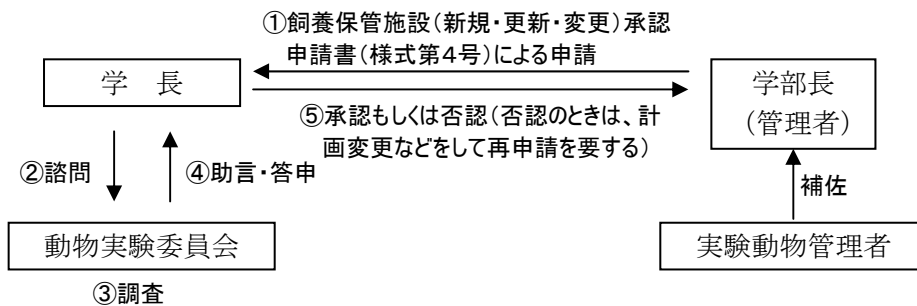 ①飼養保管施設(新規・更新・変更)承認
申請書(様式第4号)による申請
学 長
学部長
(管理者)
⑤承認もしくは否認(否認のときは、計
画変更などをして再申請を要する)
②諮問
④助言・答申
補佐
動物実験委員会
実験動物管理者
③調査